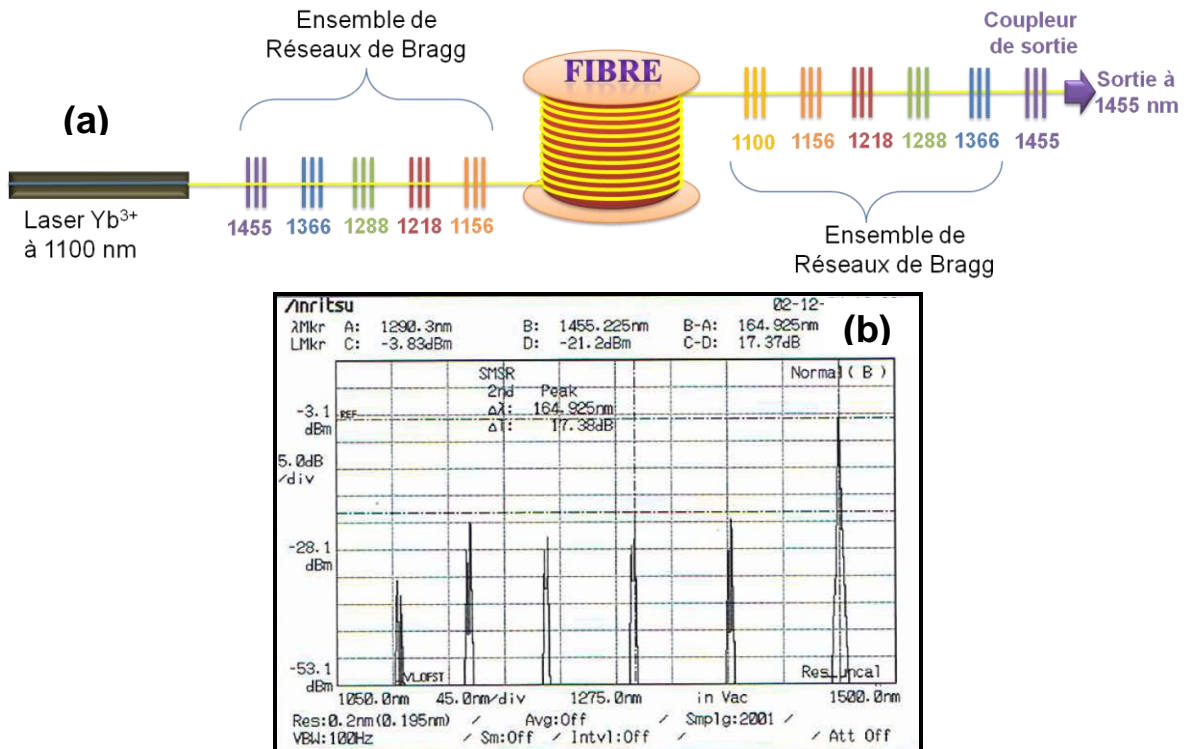 Ensemble de
Réseaux de Bragg
Coupleur
de sortie
FIBRE
Sortie à
1455 nm
(a)
1100 1156 1218 1288 1366 1455
1455 1366 1288 1218 1156
Laser Yb³⁺
à 1100 nm
Ensemble de
Réseaux de Bragg
Anritsu 02-12-
λMkr A: 1290.3nm B: 1455.225nm B-A: 164.925nm
LMkr C: -3.83dBm D: -21.2dBm C-D: 17.37dB
(b)
SMSR Normal(B)
2nd Peak
Δλ: 164.925nm
17.38dB
-3.1 REF
dBm
5.0dB
/div
-28.1
dBm
-53.1
dBm
Res
1050.0nm 45.0nm/div 1275.0nm in Vac 1500.0nm
Res:0.2nm(0.195nm) / Avg:Off / Smplg:2001 /
VBW:100Hz / Sm:Off / Intvl:Off / / Att Off